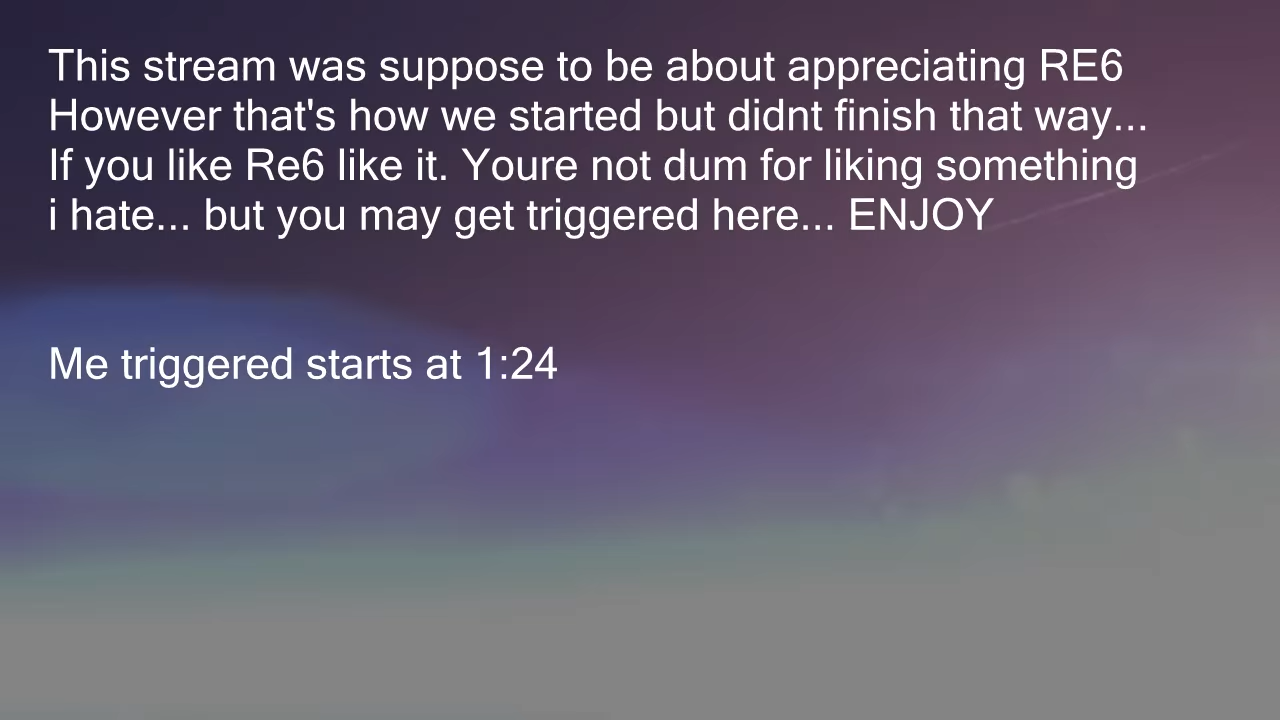 This stream was suppose to be about appreciating RE6
However that's how we started but didnt finish that way...
If you like Re6 like it. Youre not dum for liking something
i hate... but you may get triggered here... ENJOY
Me triggered starts at 1:24